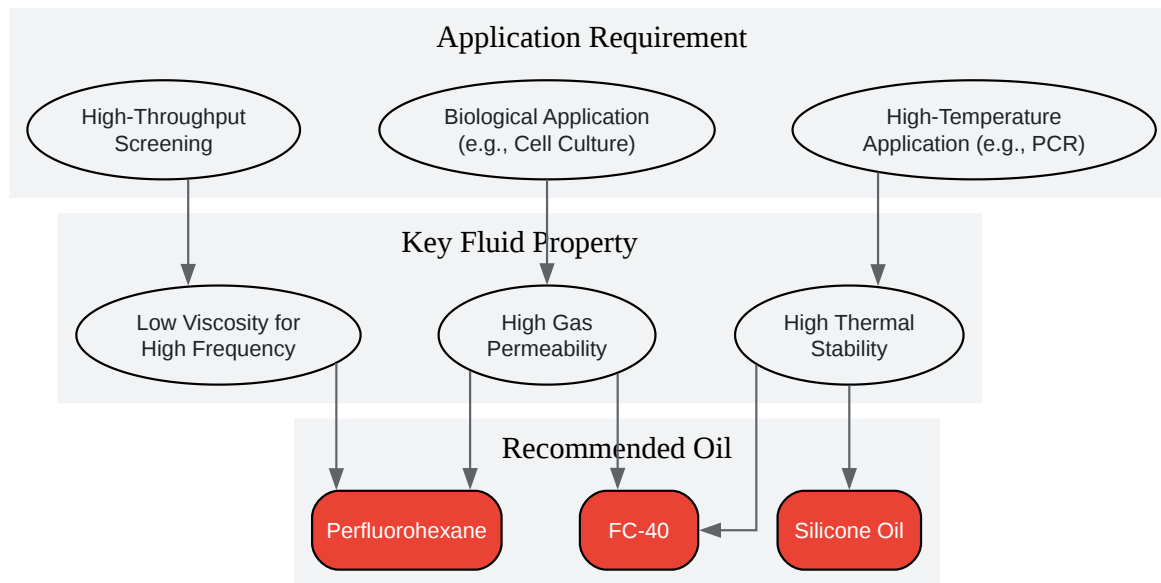 Application Requirement
High-Throughput
Screening
Biological Application
(e.g., Cell Culture)
High-Temperature
Application (e.g., PCR)
Key Fluid Property
Low Viscosity for
High Frequency
High Gas
Permeability
High Thermal
Stability
Recommended Oil
Perfluorohexane
FC-40
Silicone Oil